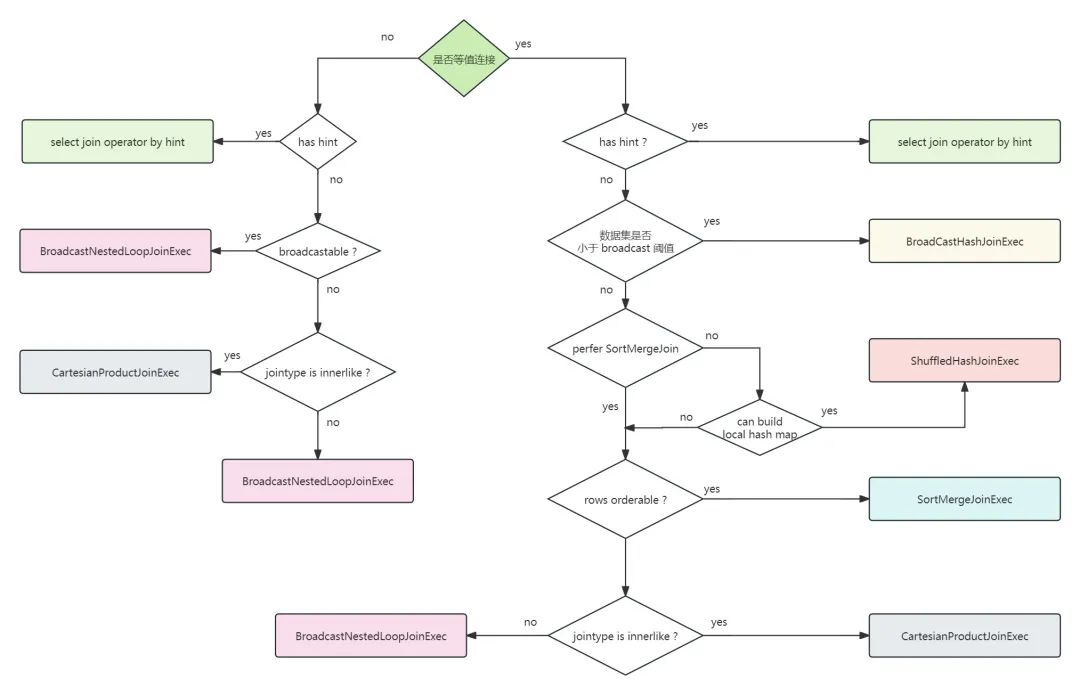 no
是否等值连接
yes
select join operator by hint
yes
has hint
has hint ?
yes
select join operator by hint
no
no
BroadcastNestedLoopJoinExec
yes
broadcastable ?
数据集是否
小于 broadcast 阈值
yes
BroadCastHashJoinExec
no
no
CartesianProductJoinExec
yes
jointype is innerlike ?
perfer SortMergeJoin
no
ShuffledHashJoinExec
no
yes
no
can build
local hash map
yes
BroadcastNestedLoopJoinExec
rows orderable ?
yes
SortMergeJoinExec
BroadcastNestedLoopJoinExec
no
jointype is innerlike ?
yes
CartesianProductJoinExec